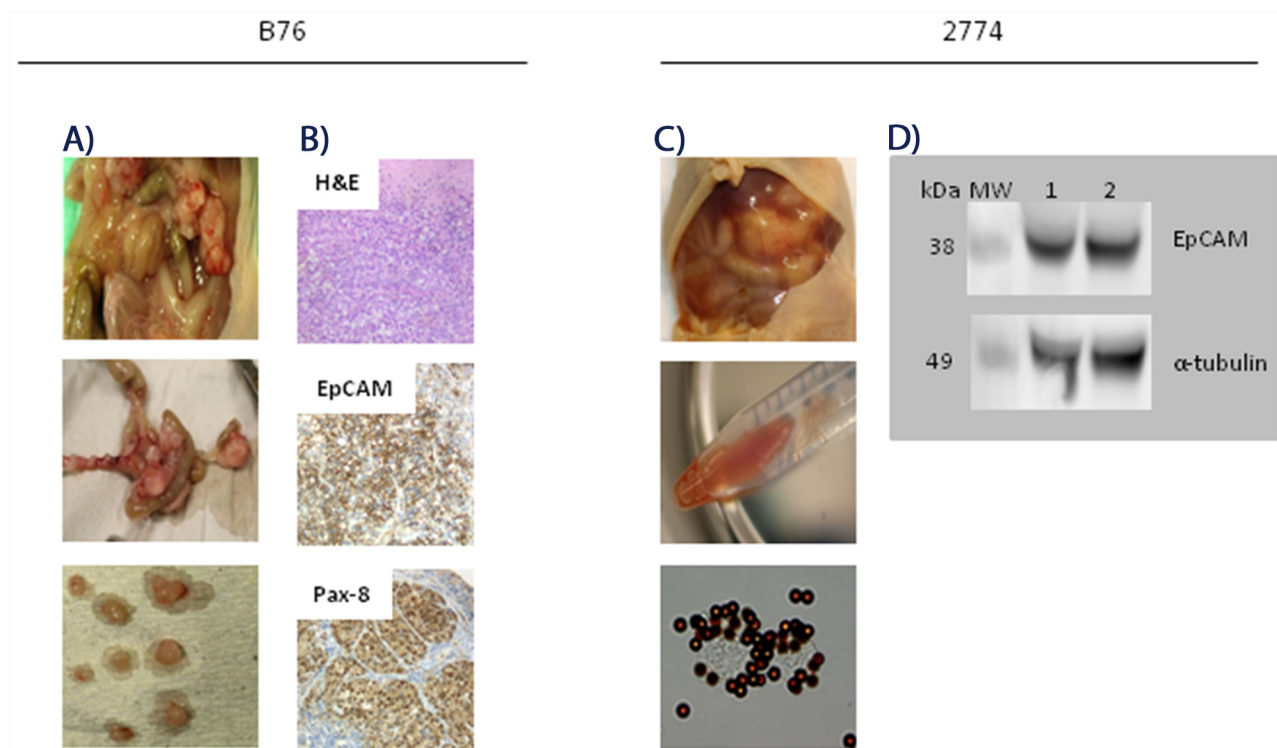 B76
2774
A)
B)
C)
D)
H&E
EpCAM
Pax-8
kDa MW 1 2
38
EpCAM
49
α-tubulin